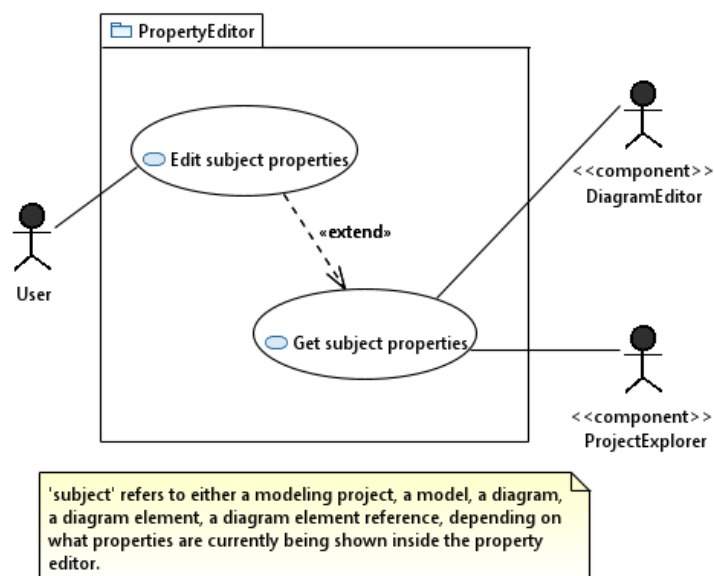 PropertyEditor
Edit subject properties
«extend»
<<component>>
DiagramEditor
User
Get subject properties
<<component>>
ProjectExplorer
'subject' refers to either a modeling project, a model, a diagram,
a diagram element, a diagram element reference, depending on
what properties are currently being shown inside the property
editor.